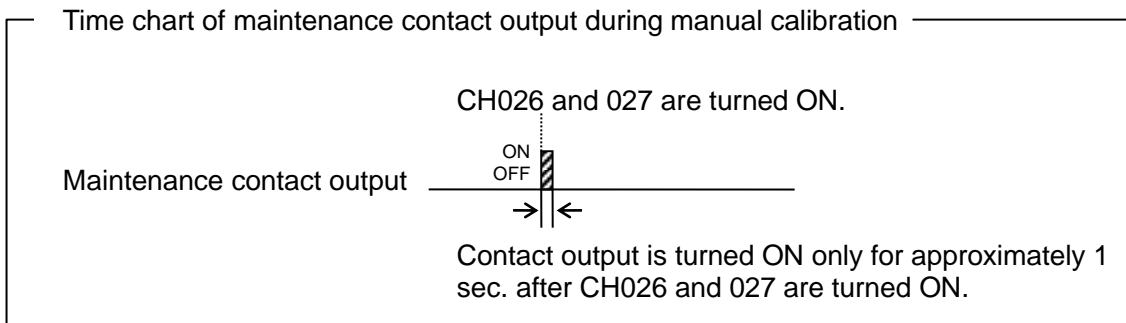 Time chart of maintenance contact output during manual calibration
CH026 and 027 are turned ON.
ON
OFF
Maintenance contact output
Contact output is turned ON only for approximately 1
sec. after CH026 and 027 are turned ON.